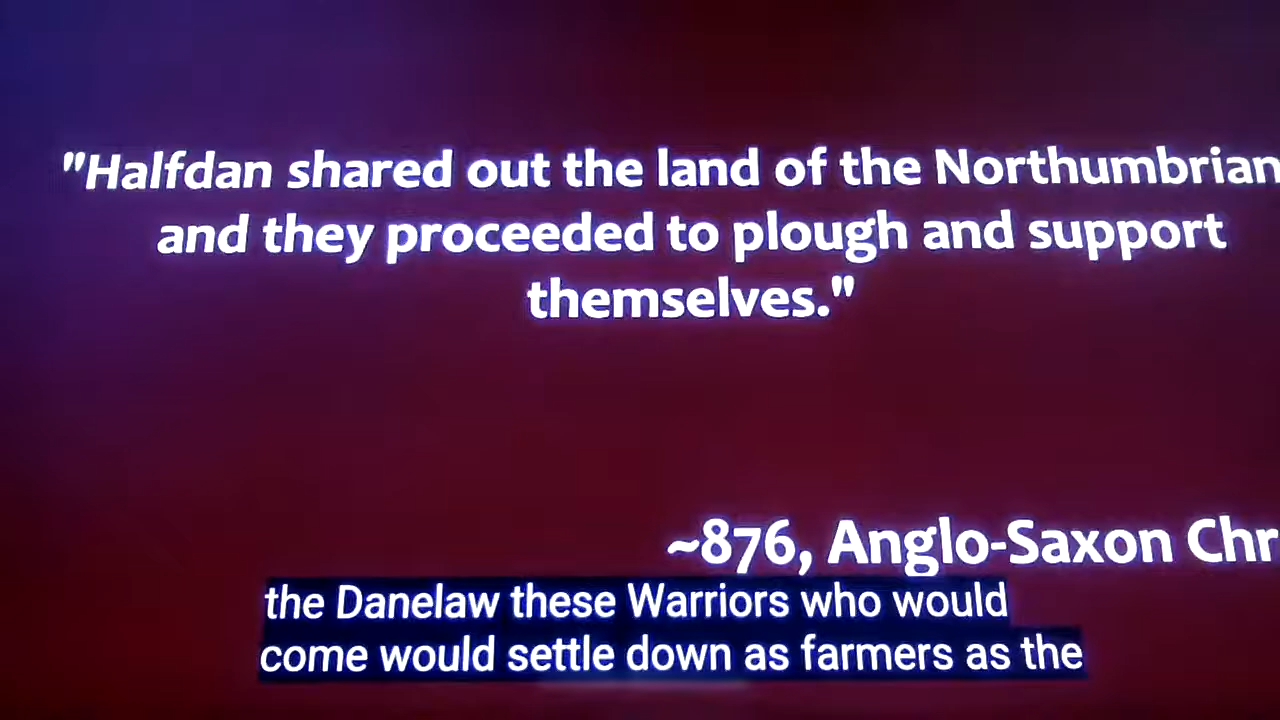 "Halfdan shared out the land of the Northumbrian
and they proceeded to plough and support
themselves."
~876, Anglo-Saxon Chr
the Danelaw these Warriors who would
come would settle down as farmers as the